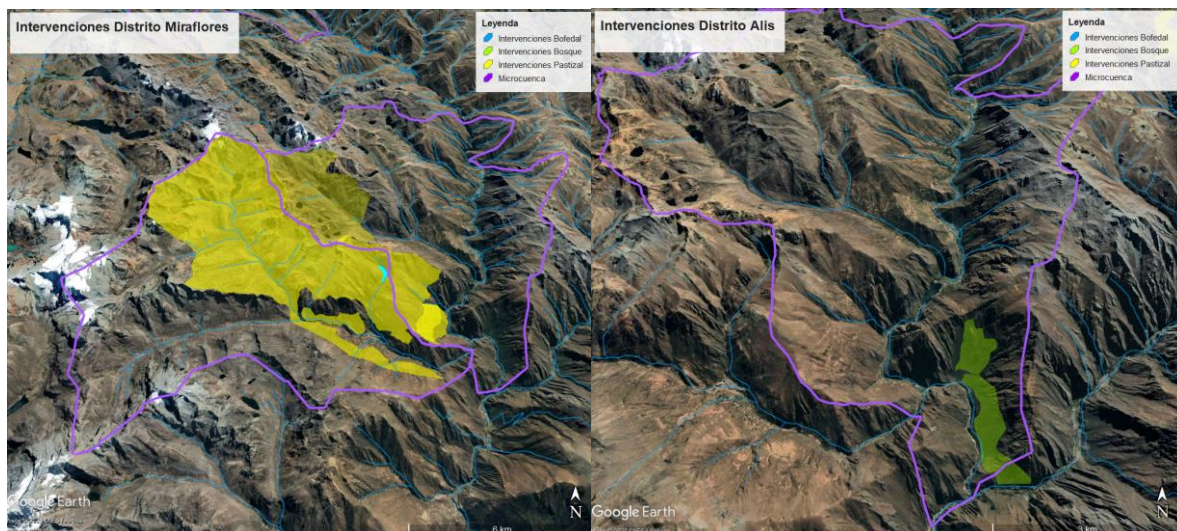 Intervenciones Distrito Miraflores
Leyenda
Intervenciones Bofedal
Intervenciones Bosque
Intervenciones Pastizal
Microcuenca
Google Earth
6 km
N
Intervenciones Distrito Alis
Leyenda
Intervenciones Bofedal
Intervenciones Bosque
Intervenciones Pastizal
Microcuenca
Google Earth
3 km
N